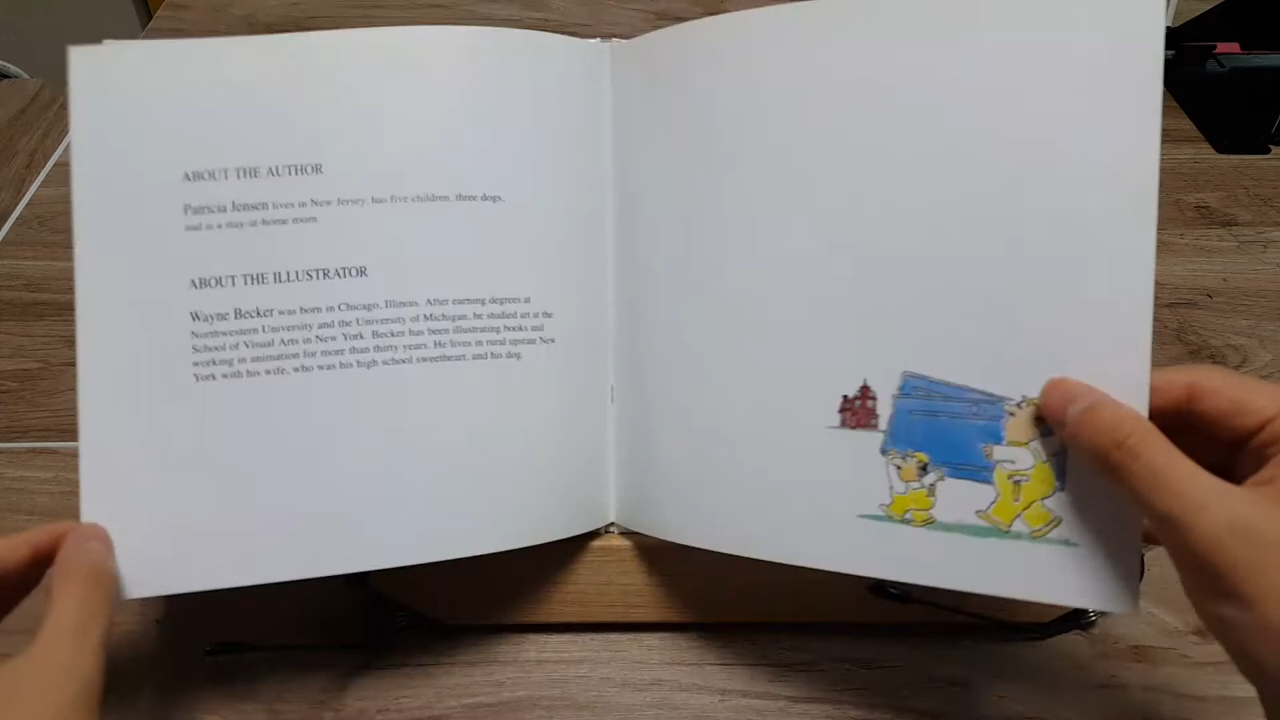 ABOUT THE AUTHOR
Patricia Jensen lives in New Jersey, has five children, three dogs,
and is a stay-at-home mom.
ABOUT THE ILLUSTRATOR
Wayne Becker was born in Chicago, Illinois. After earning degrees at
Northwestern University and the University of Michigan, he studied art at the
School of Visual Arts in New York. Becker has been illustrating books and
working in animation for more than thirty years. He lives in rural upstate New
York with his wife, who was his high school sweetheart, and his dog.